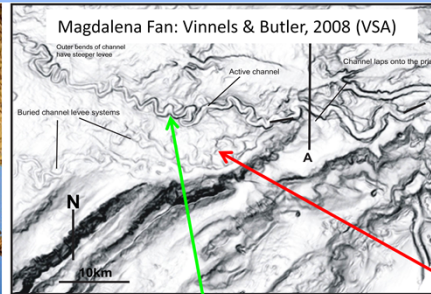 Magdalena Fan: Vinnels & Butler, 2008 (VSA)
Outer bends of channel
have steeper levee
Active channel
Channel laps onto the
Buried channel levee systems
A
N
10km